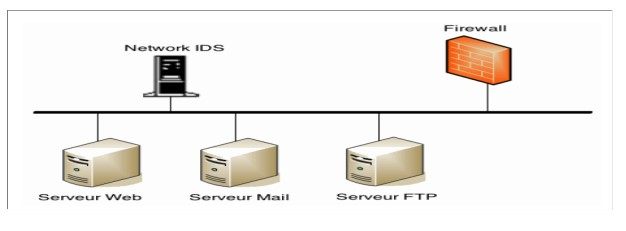 Firewall
Network IDS
Serveur Web
Serveur Mail
Serveur FTP